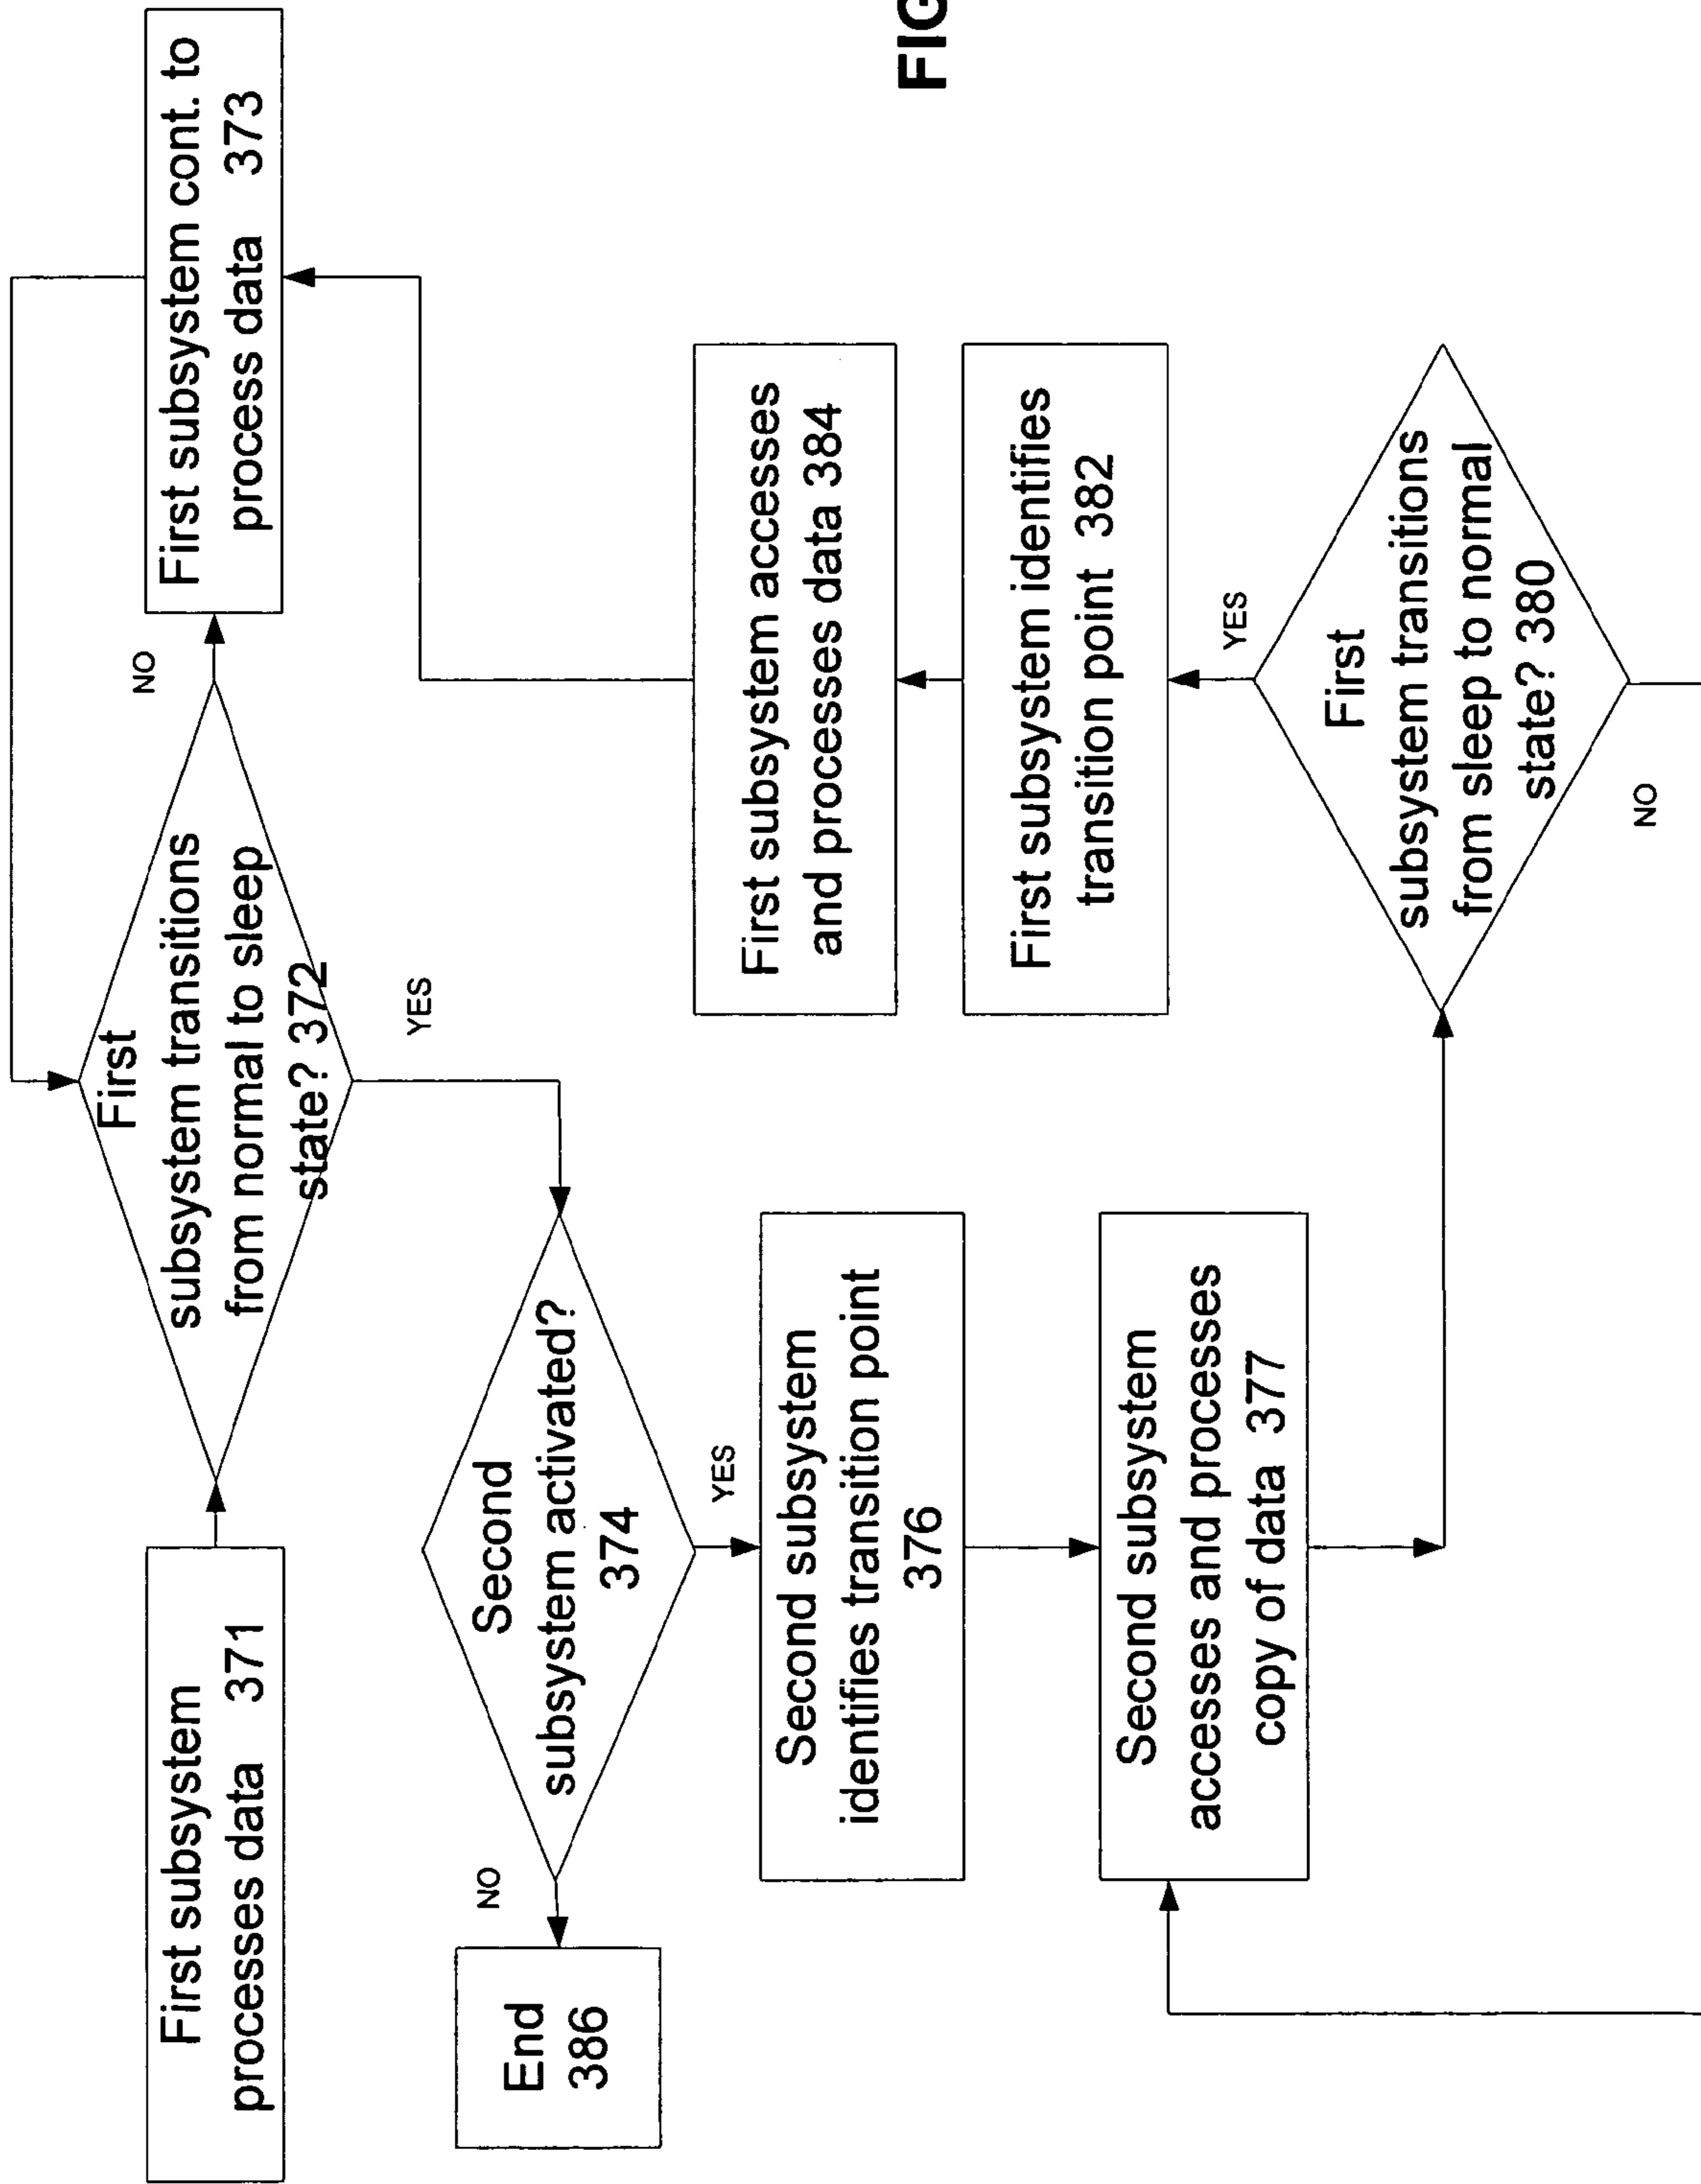 First subsystem
processes data 371
First
subsystem transitions
from normal to sleep
state? 372
NO
First subsystem cont. to
process data 373
YES
Second
subsystem activated?
374
NO
End
386
YES
Second subsystem
identifies transition point
376
Second subsystem
accesses and processes
copy of data 377
First subsystem accesses
and processes data 384
First subsystem identifies
transition point 382
YES
First
subsystem transitions
from sleep to normal
state? 380
NO
FIG